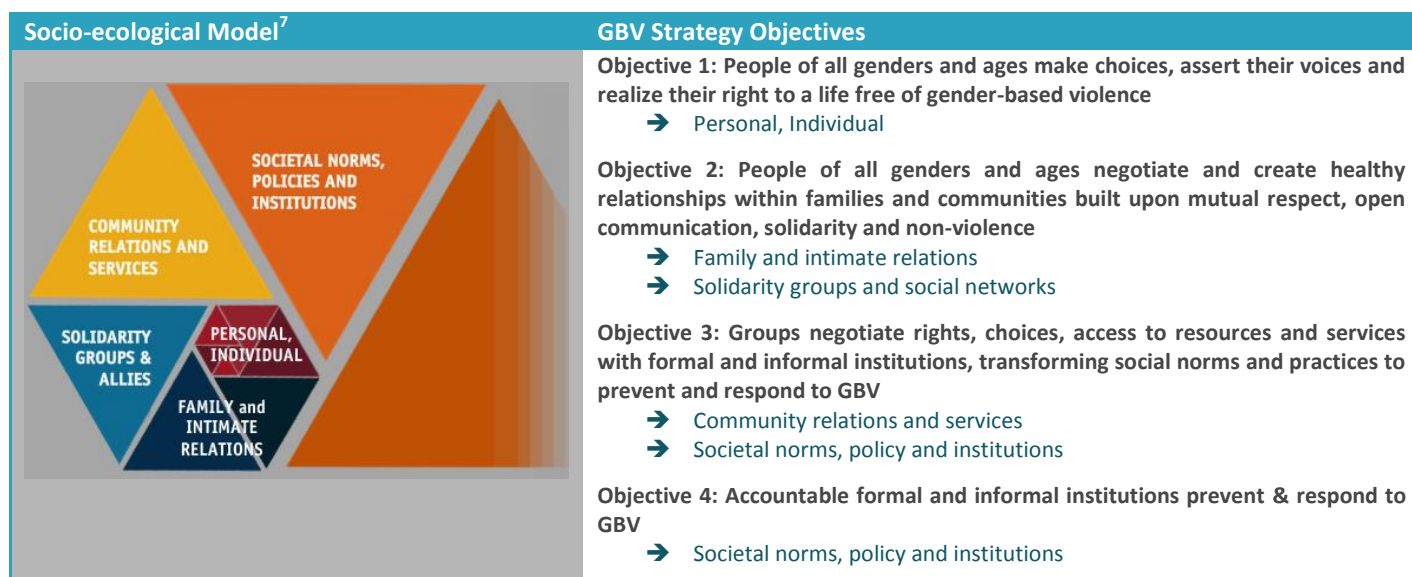 Socio-ecological Model7
SOCIETAL NORMS,
POLICIES AND
INSTITUTIONS
COMMUNITY
RELATIONS AND
SERVICES
SOLIDARITY
GROUPS &
ALLIES
PERSONAL,
INDIVIDUAL
FAMILY and
INTIMATE
RELATIONS
GBV Strategy Objectives
Objective 1: People of all genders and ages make choices, assert their voices and
realize their right to a life free of gender-based violence
➔ Personal, Individual
Objective 2: People of all genders and ages negotiate and create healthy
relationships within families and communities built upon mutual respect, open
communication, solidarity and non-violence
➔ Family and intimate relations
➔ Solidarity groups and social networks
Objective 3: Groups negotiate rights, choices, access to resources and services
with formal and informal institutions, transforming social norms and practices to
prevent and respond to GBV
➔ Community relations and services
➔ Societal norms, policy and institutions
Objective 4: Accountable formal and informal institutions prevent & respond to
GBV
➔ Societal norms, policy and institutions